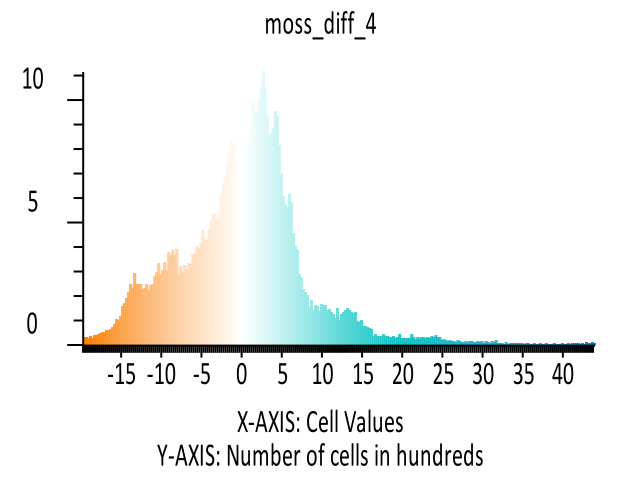 moss_diff_4
10
5
0
-15 -10 -5 0 5 10 15 20 25 30 35 40
X-AXIS: Cell Values
Y-AXIS: Number of cells in hundreds